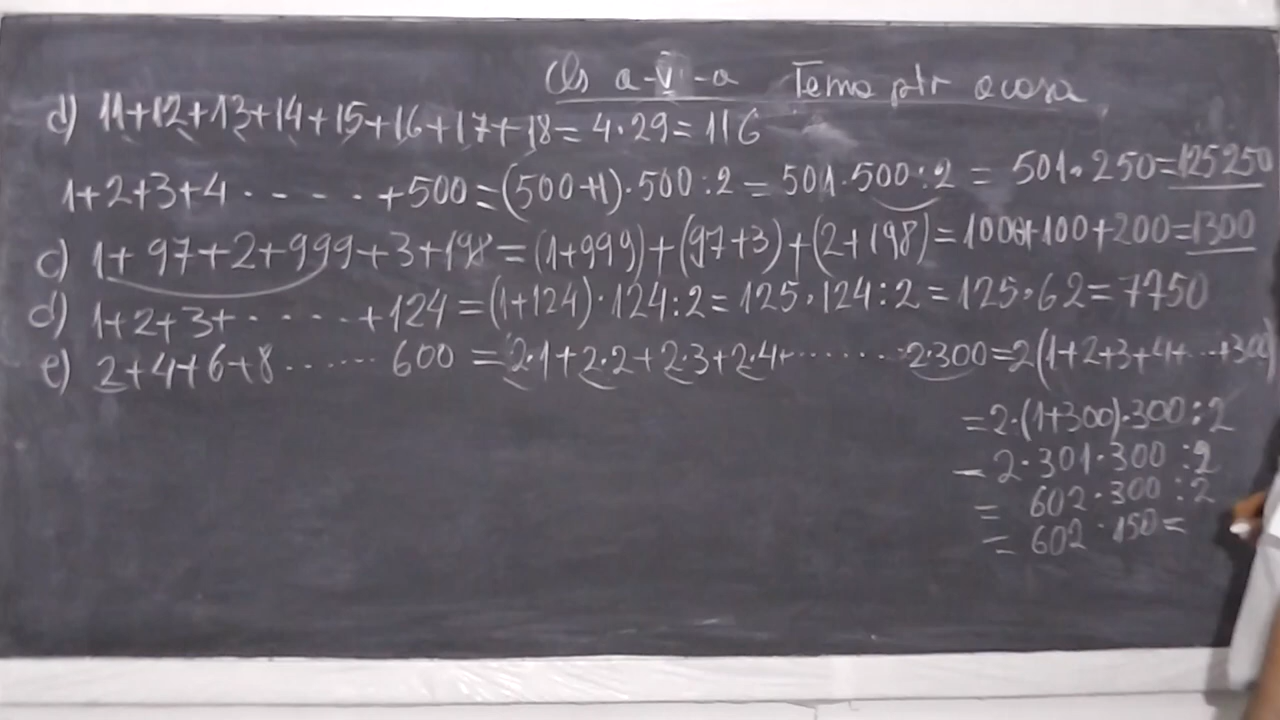 Cls a-V-a Tema ptr acasa
d) 11+12+13+14+15+16+17+18=4·29=116
1+2+3+4·-----+500=(500+1)·500:2=501·500:2=501·250=125250
c) 1+97+2+999+3+198=(1+999)+(97+3)+(2+198)=1000+100+200=1300
d) 1+2+3+.....+124=(1+124)·124:2=125·124:2=125·62=7750
e) 2+4+6+8...... 600=2·1+2·2+2·3+2·4+.......2·300=2(1+2+3+4+...+300)
=2·(1+300)·300:2
=2·301·300:2
=602·300:2
=602·150=